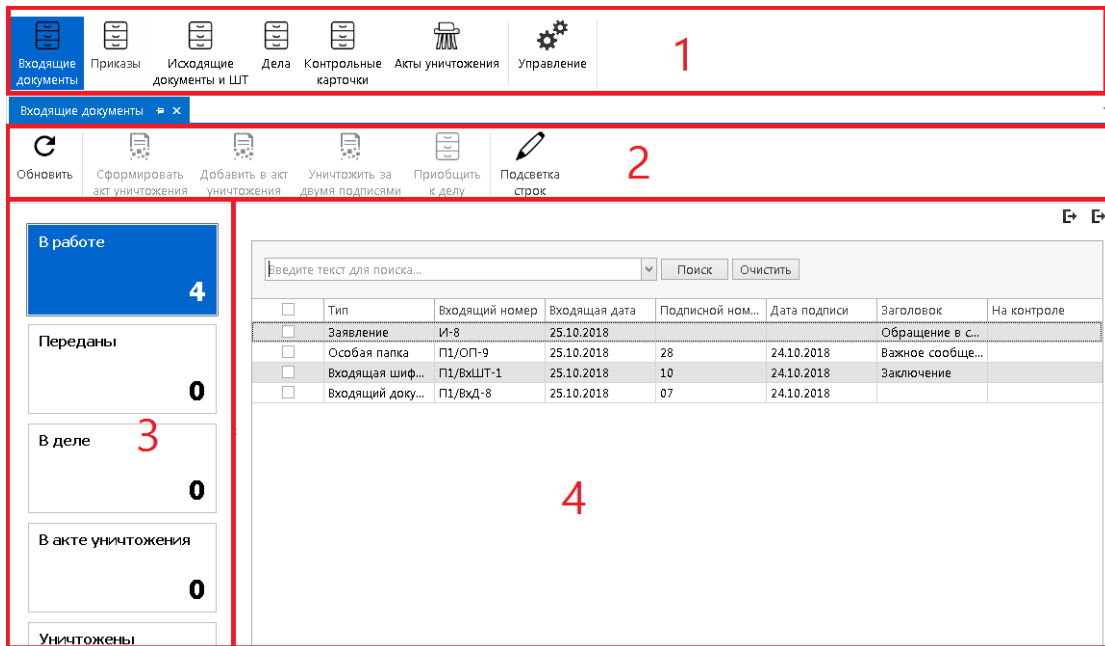 Входящие документы
Приказы
Исходящие документы и ШТ
Дела
Контрольные карточки
Акты уничтожения
Управление
1
Входящие документы
Обновить
Сформировать акт уничтожения
Добавить в акт уничтожения
Уничтожить за двумя подписями
Приобщить к делу
Подсветка строк
2
В работе
4
Переданы
0
В деле
0
В акте уничтожения
0
Уничтожены
3
Введите текст для поиска...
Поиск
Очистить
Тип Входящий номер Входящая дата Подписной ном... Дата подписи Заголовок На контроле
Заявление И-8 25.10.2018 Обращение в с...
Особая папка П1/ОП-9 25.10.2018 28 24.10.2018 Важное сообще...
Входящая шиф... П1/ВхШТ-1 25.10.2018 10 24.10.2018 Заключение
Входящий доку... П1/ВхД-8 25.10.2018 07 24.10.2018
4